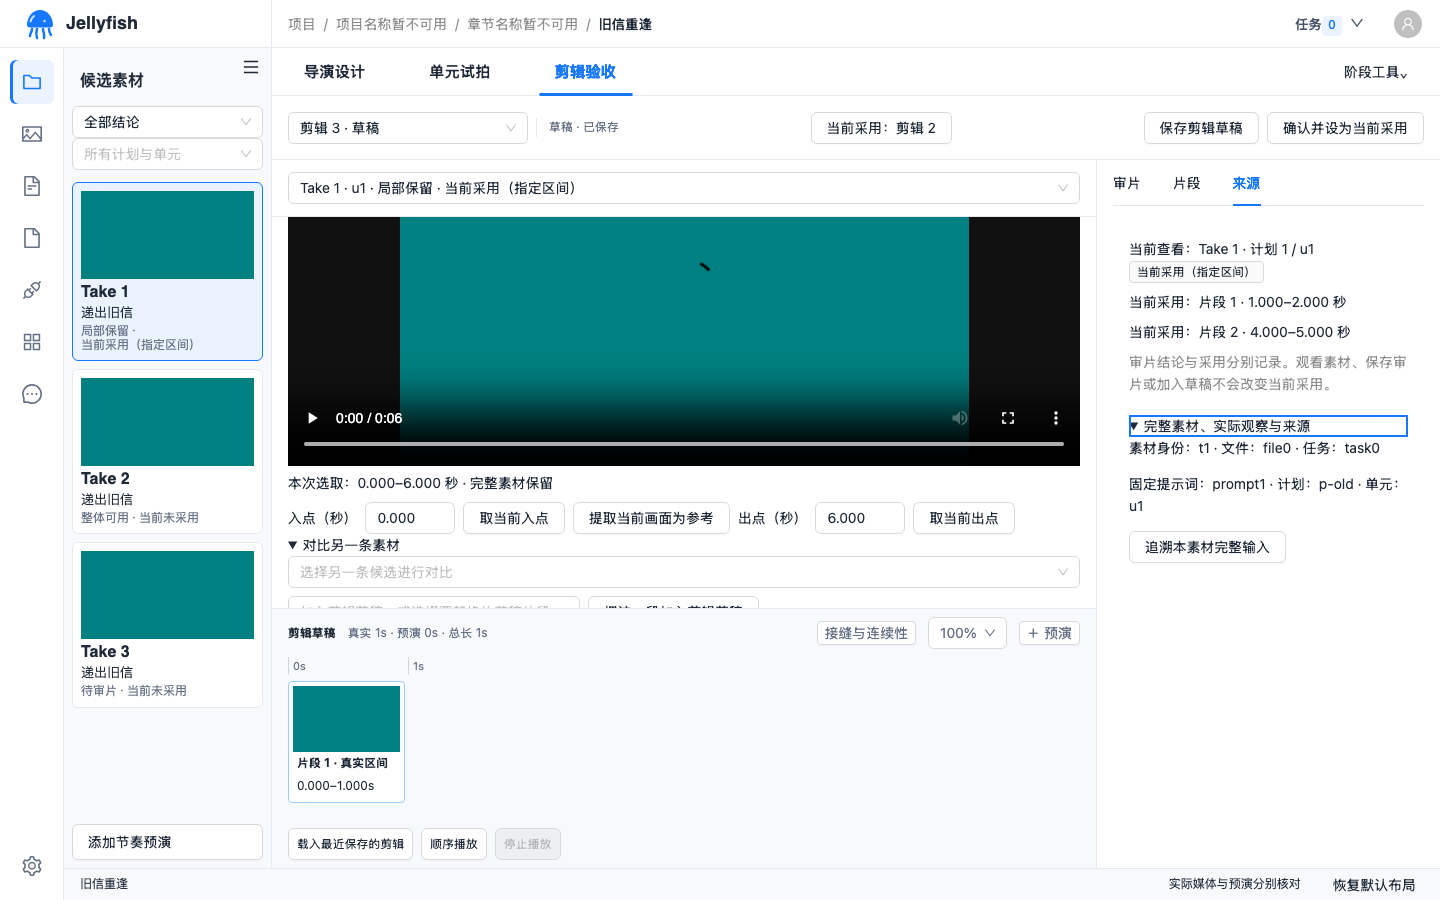 Jellyfish
项目 / 项目名称暂不可用 / 章节名称暂不可用 / 旧信重逢
任务 0
候选素材
全部结论
所有计划与单元
Take 1
递出旧信
局部保留 ·
当前采用（指定区间）
Take 2
递出旧信
整体可用 · 当前未采用
Take 3
递出旧信
待审片 · 当前未采用
添加节奏预演
导演设计
单元试拍
剪辑验收
阶段工具
剪辑 3 · 草稿
草稿 · 已保存
当前采用：剪辑 2
保存剪辑草稿
确认并设为当前采用
Take 1 · u1 · 局部保留 · 当前采用（指定区间）
0:00 / 0:06
本次选取：0.000–6.000 秒 · 完整素材保留
入点（秒）
0.000
取当前入点
提取当前画面为参考
出点（秒）
6.000
取当前出点
对比另一条素材
选择另一条候选进行对比
剪辑草稿
真实 1s · 预演 0s · 总长 1s
接缝与连续性
100%
+ 预演
0s
1s
片段 1 · 真实区间
0.000–1.000s
载入最近保存的剪辑
顺序播放
停止播放
审片
片段
来源
当前查看：Take 1 · 计划 1 / u1
当前采用（指定区间）
当前采用：片段 1 · 1.000–2.000 秒
当前采用：片段 2 · 4.000–5.000 秒
审片结论与采用分别记录。观看素材、保存审
片或加入草稿不会改变当前采用。
完整素材、实际观察与来源
素材身份：t1 · 文件：file0 · 任务：task0
固定提示词：prompt1 · 计划：p-old · 单元：
u1
追溯本素材完整输入
旧信重逢
实际媒体与预演分别核对
恢复默认布局